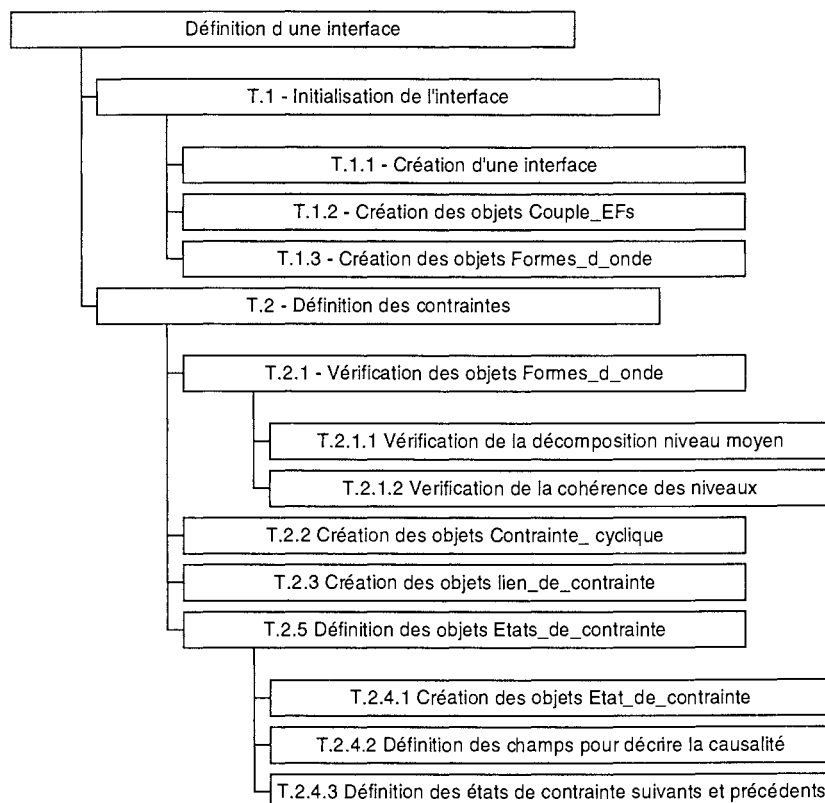 Définition d une interface
T.1 - Initialisation de l'interface
T.1.1 - Création d'une interface
T.1.2 - Création des objets Couple_EFs
T.1.3 - Création des objets Formes_d_onde
T.2 - Définition des contraintes
T.2.1 - Vérification des objets Formes_d_onde
T.2.1.1 Vérification de la décomposition niveau moyen
T.2.1.2 Verification de la cohérence des niveaux
T.2.2 Création des objets Contrainte_ cyclique
T.2.3 Création des objets lien_de_contrainte
T.2.5 Définition des objets Etats_de_contrainte
T.2.4.1 Création des objets Etat_de_contrainte
T.2.4.2 Définition des champs pour décrire la causalité
T.2.4.3 Définition des états de contrainte suivants et précédents